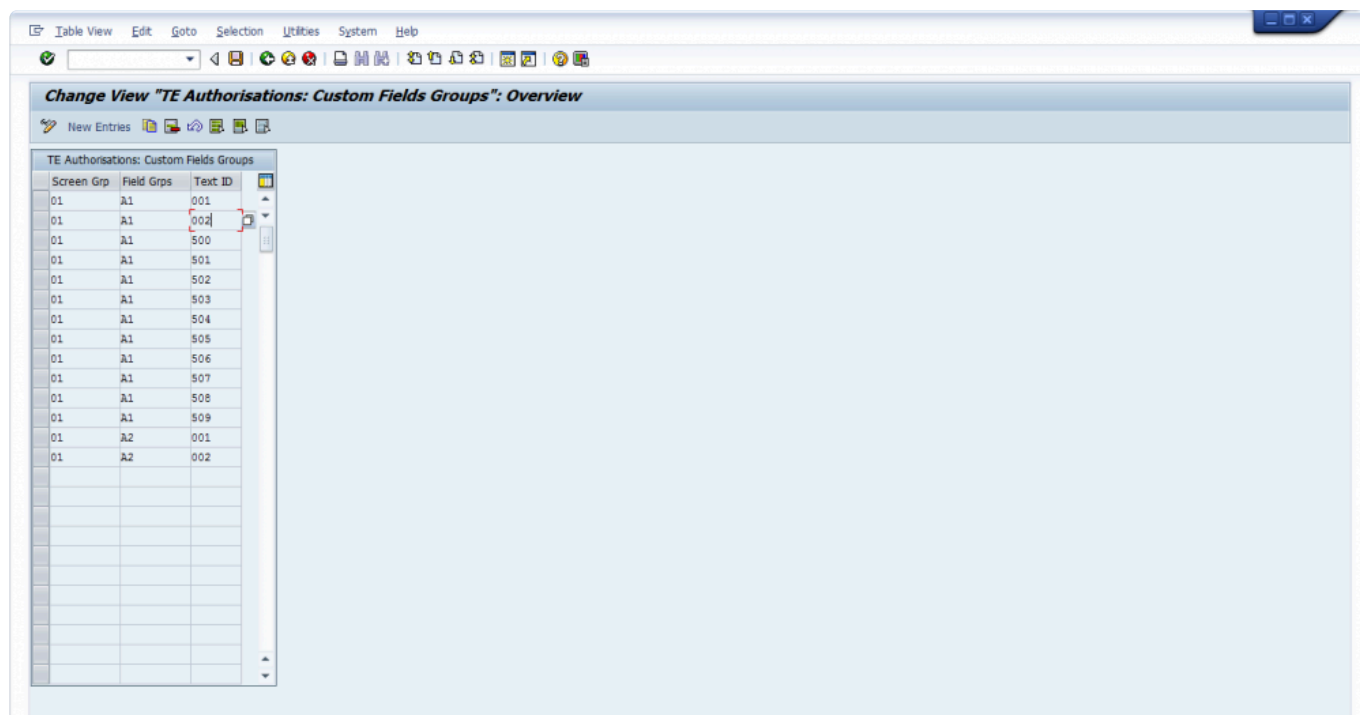 Table View Edit Goto Selection Utilities System Help
Change View "TE Authorisations: Custom Fields Groups": Overview
New Entries
TE Authorisations: Custom Fields Groups
Screen Grp Field Grps Text ID
01 A1 001
01 A1 002
01 A1 500
01 A1 501
01 A1 502
01 A1 503
01 A1 504
01 A1 505
01 A1 506
01 A1 507
01 A1 508
01 A1 509
01 A2 001
01 A2 002